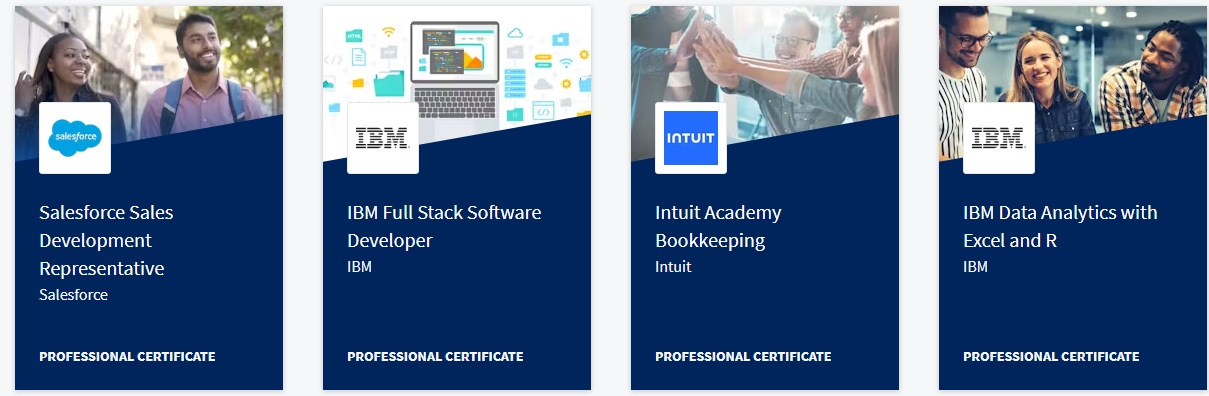 salesforce
Salesforce Sales
Development
Representative
Salesforce
PROFESSIONAL CERTIFICATE
HTML
IBM
IBM Full Stack Software
Developer
IBM
PROFESSIONAL CERTIFICATE
INTUIT
Intuit Academy
Bookkeeping
Intuit
PROFESSIONAL CERTIFICATE
IBM
IBM Data Analytics with
Excel and R
IBM
PROFESSIONAL CERTIFICATE